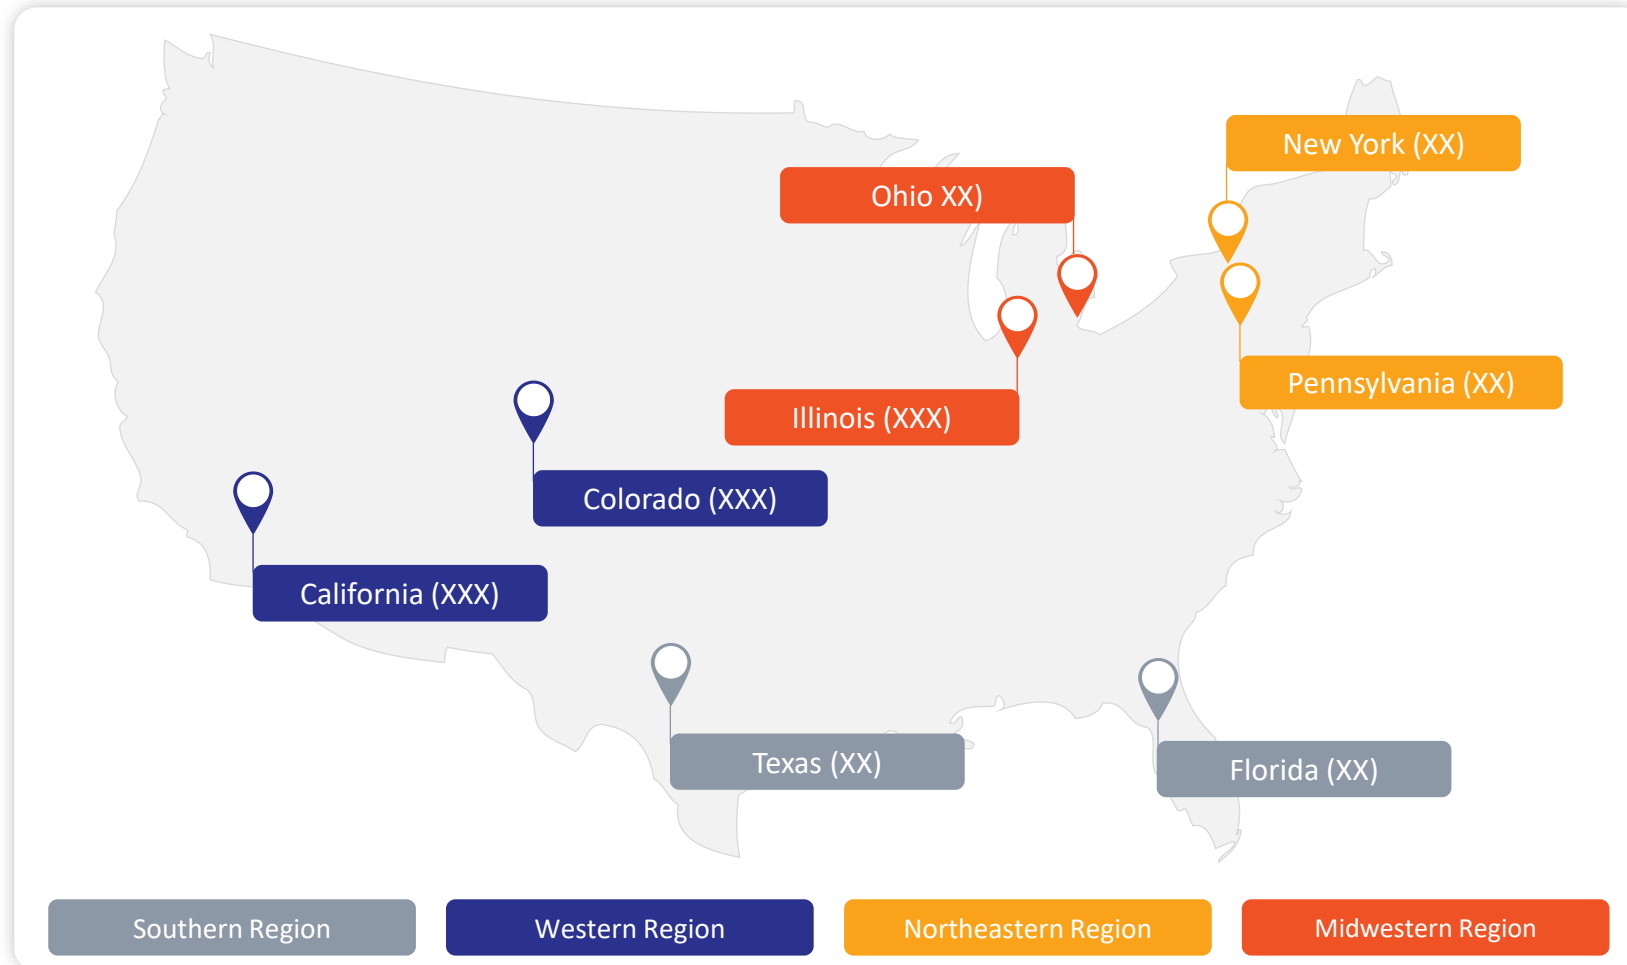 New York (XX)
Ohio XX)
Pennsylvania (XX)
Illinois (XXX)
Colorado (XXX)
California (XXX)
Texas (XX)
Florida (XX)
Southern Region
Western Region
Northeastern Region
Midwestern Region